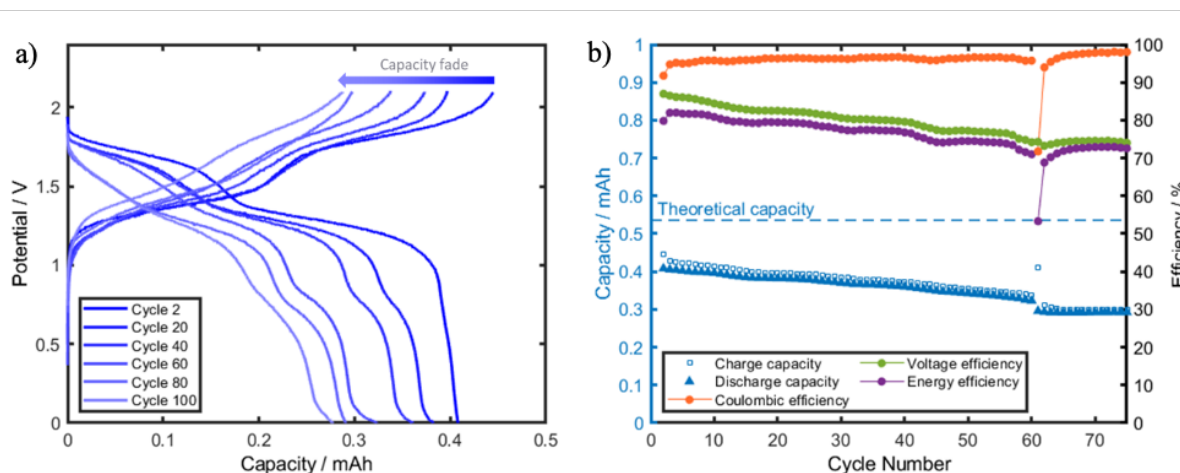 a)
Capacity fade
2
1.5
1
0.5
0
Potential / V
Cycle 2
Cycle 20
Cycle 40
Cycle 60
Cycle 80
Cycle 100
0 0.1 0.2 0.3 0.4 0.5
Capacity / mAh
b)
1
0.9
0.8
0.7
0.6
0.5
0.4
0.3
0.2
0.1
0
Capacity / mAh
Theoretical capacity
Charge capacity
Discharge capacity
Coulombic efficiency
Voltage efficiency
Energy efficiency
100
90
80
70
60
50
40
30
20
10
0
Efficiency / %
0 10 20 30 40 50 60 70
Cycle Number